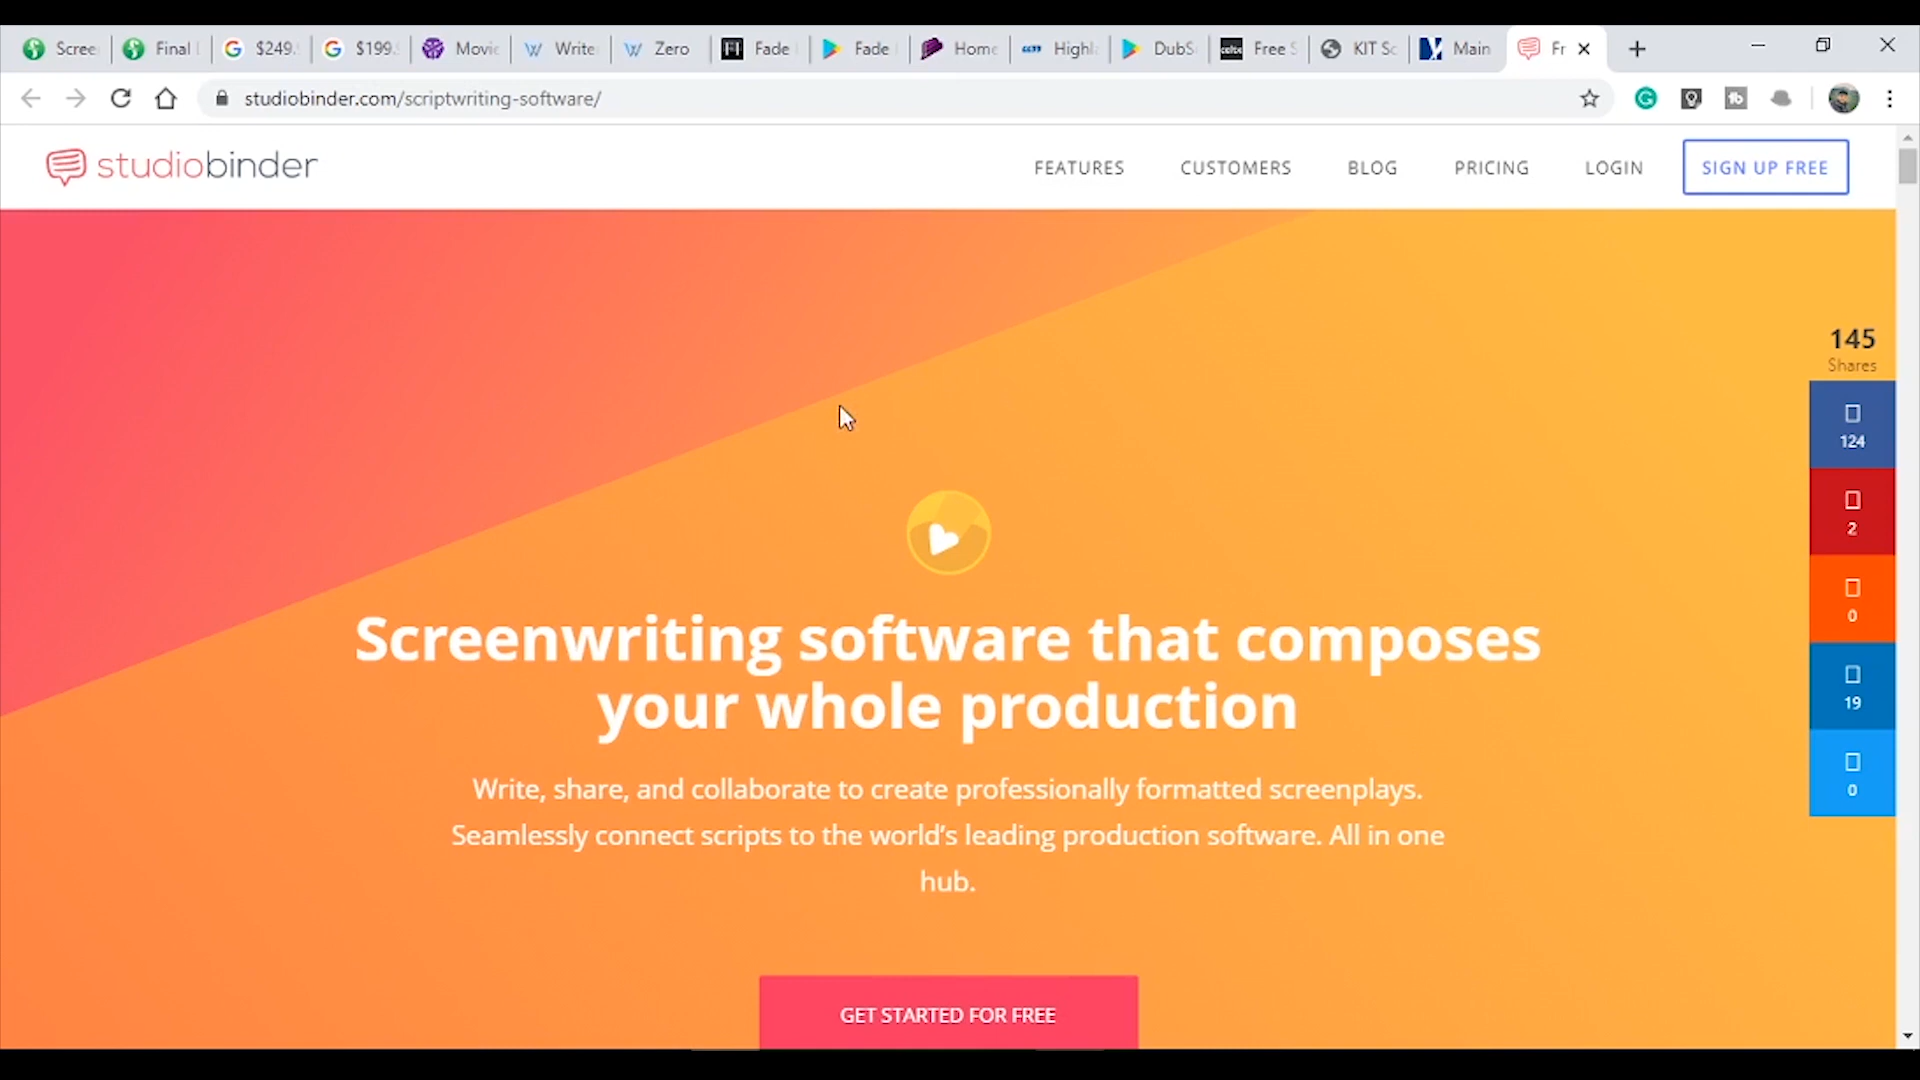 Scree
Final
$249.
$199.
Movie
Write
Zero
Fade
Fade
Home
Highl
DubS
Free S
KIT Sc
Main
Fr
studiobinder.com/scriptwriting-software/
studiobinder
FEATURES
CUSTOMERS
BLOG
PRICING
LOGIN
SIGN UP FREE
145
Shares
124
2
0
19
0
Screenwriting software that composes
your whole production
Write, share, and collaborate to create professionally formatted screenplays.
Seamlessly connect scripts to the world's leading production software. All in one
hub.
GET STARTED FOR FREE